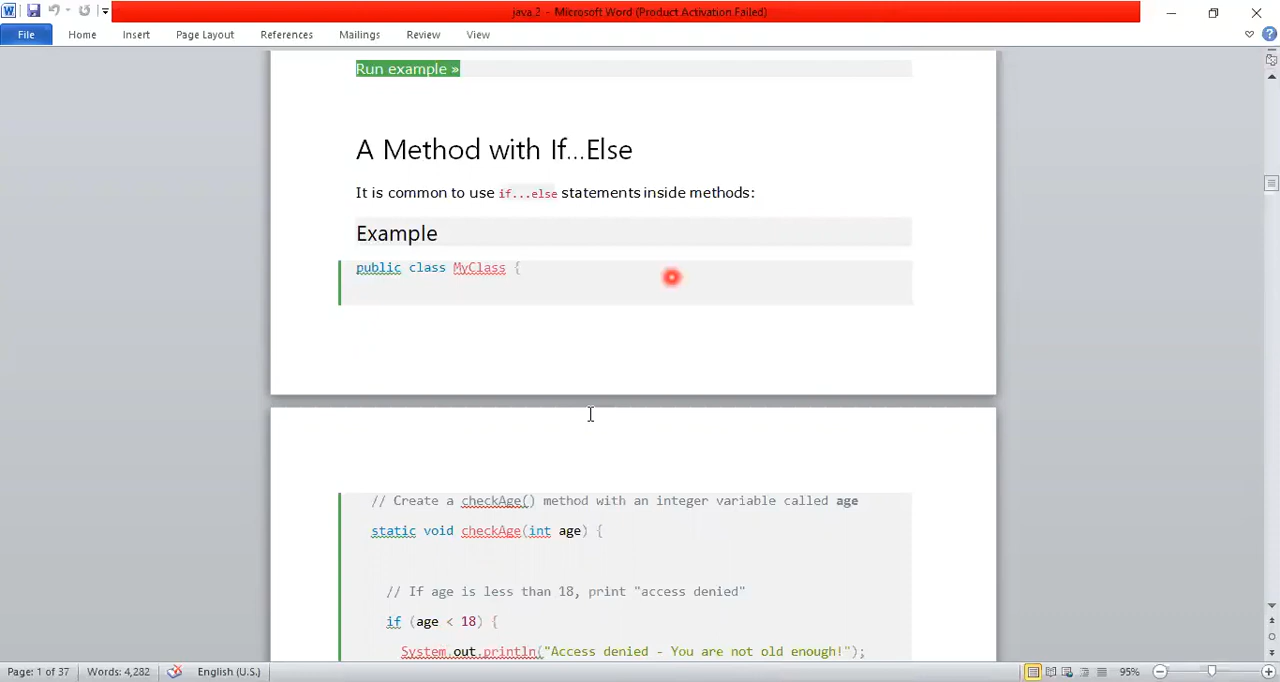 java 2 - Microsoft Word (Product Activation Failed)
File Home Insert Page Layout References Mailings Review View
Run example »
A Method with If...Else
It is common to use if...else statements inside methods:
Example
public class MyClass {
// Create a checkAge() method with an integer variable called age
static void checkAge(int age) {
// If age is less than 18, print "access denied"
if (age < 18) {
System.out.println("Access denied - You are not old enough!");
Page: 1 of 37 Words: 4,282 English (U.S.) 95%